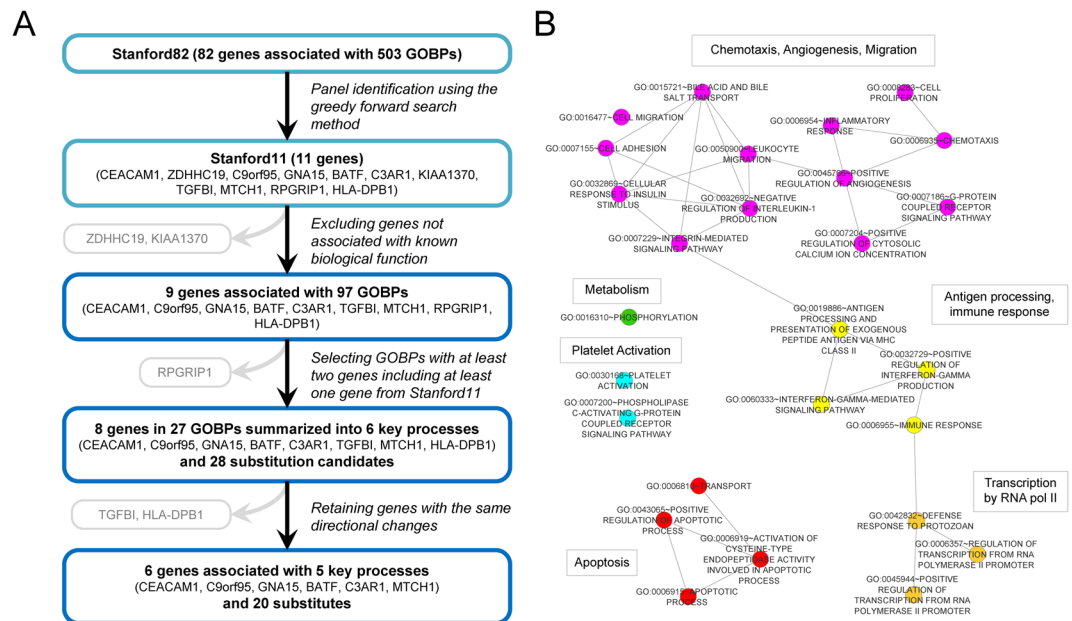 A
Stanford82 (82 genes associated with 503 GOBPs)
Panel identification using the
greedy forward search
method
Stanford11 (11 genes)
(CEACAM1, ZDHHC19, C9orf95, GNA15, BATF, C3AR1, KIAA1370,
TGFBI, MTCH1, RPGRIP1, HLA-DPB1)
ZDHHC19, KIAA1370
Excluding genes not
associated with known
biological function
9 genes associated with 97 GOBPs
(CEACAM1, C9orf95, GNA15, BATF, C3AR1, TGFBI, MTCH1, RPGRIP1,
HLA-DPB1)
RPGRIP1
Selecting GOBPs with at least
two genes including at least
one gene from Stanford11
8 genes in 27 GOBPs summarized into 6 key processes
(CEACAM1, C9orf95, GNA15, BATF, C3AR1, TGFBI, MTCH1, HLA-DPB1)
and 28 substitution candidates
TGFBI, HLA-DPB1
Retaining genes with the same
directional changes
6 genes associated with 5 key processes
(CEACAM1, C9orf95, GNA15, BATF, C3AR1, MTCH1)
and 20 substitutes
B
Chemotaxis, Angiogenesis, Migration
GO:0015721~BILE ACID AND BILE
SALT TRANSPORT
GO:0008283~CELL
PROLIFERATION
GO:0016477~CELL MIGRATION
GO:0006954~INFLAMMATORY
RESPONSE
GO:0006935~CHEMOTAXIS
GO:0007155~CELL ADHESION
GO:0050900~LEUKOCYTE
MIGRATION
GO:0045766~POSITIVE
REGULATION OF ANGIOGENESIS
GO:0032869~CELLULAR
RESPONSE TO INSULIN
STIMULUS
GO:0032692~NEGATIVE
REGULATION OF INTERLEUKIN-1
PRODUCTION
GO:0007186~G-PROTEIN
COUPLED RECEPTOR
SIGNALING PATHWAY
GO:0007229~INTEGRIN-MEDIATED
SIGNALING PATHWAY
GO:0007204~POSITIVE
REGULATION OF CYTOSOLIC
CALCIUM ION CONCENTRATION
Metabolism
GO:0016310~PHOSPHORYLATION
Antigen processing,
immune response
GO:0019886~ANTIGEN
PROCESSING AND
PRESENTATION OF EXOGENOUS
PEPTIDE ANTIGEN VIA MHC
CLASS II
Platelet Activation
GO:0030168~PLATELET
ACTIVATION
GO:0032729~POSITIVE
REGULATION OF
INTERFERON-GAMMA
PRODUCTION
GO:0007200~PHOSPHOLIPASE
C-ACTIVATING G-PROTEIN
COUPLED RECEPTOR
SIGNALING PATHWAY
GO:0060333~INTERFERON-GAMMA-MEDIATED
SIGNALING PATHWAY
GO:0006955~IMMUNE RESPONSE
Transcription
by RNA pol II
GO:0006810~TRANSPORT
GO:0043065~POSITIVE
REGULATION OF APOPTOTIC
PROCESS
GO:0042832~DEFENSE
RESPONSE TO PROTOZOAN
GO:0006919~ACTIVATION OF
CYSTEINE-TYPE
ENDOPEPTIDASE ACTIVITY
INVOLVED IN APOPTOTIC
PROCESS
GO:0006357~REGULATION OF
TRANSCRIPTION FROM RNA
POLYMERASE II PROMOTER
Apoptosis
GO:0006915~APOPTOTIC
PROCESS
GO:0045944~POSITIVE
REGULATION OF
TRANSCRIPTION FROM RNA
POLYMERASE II PROMOTER